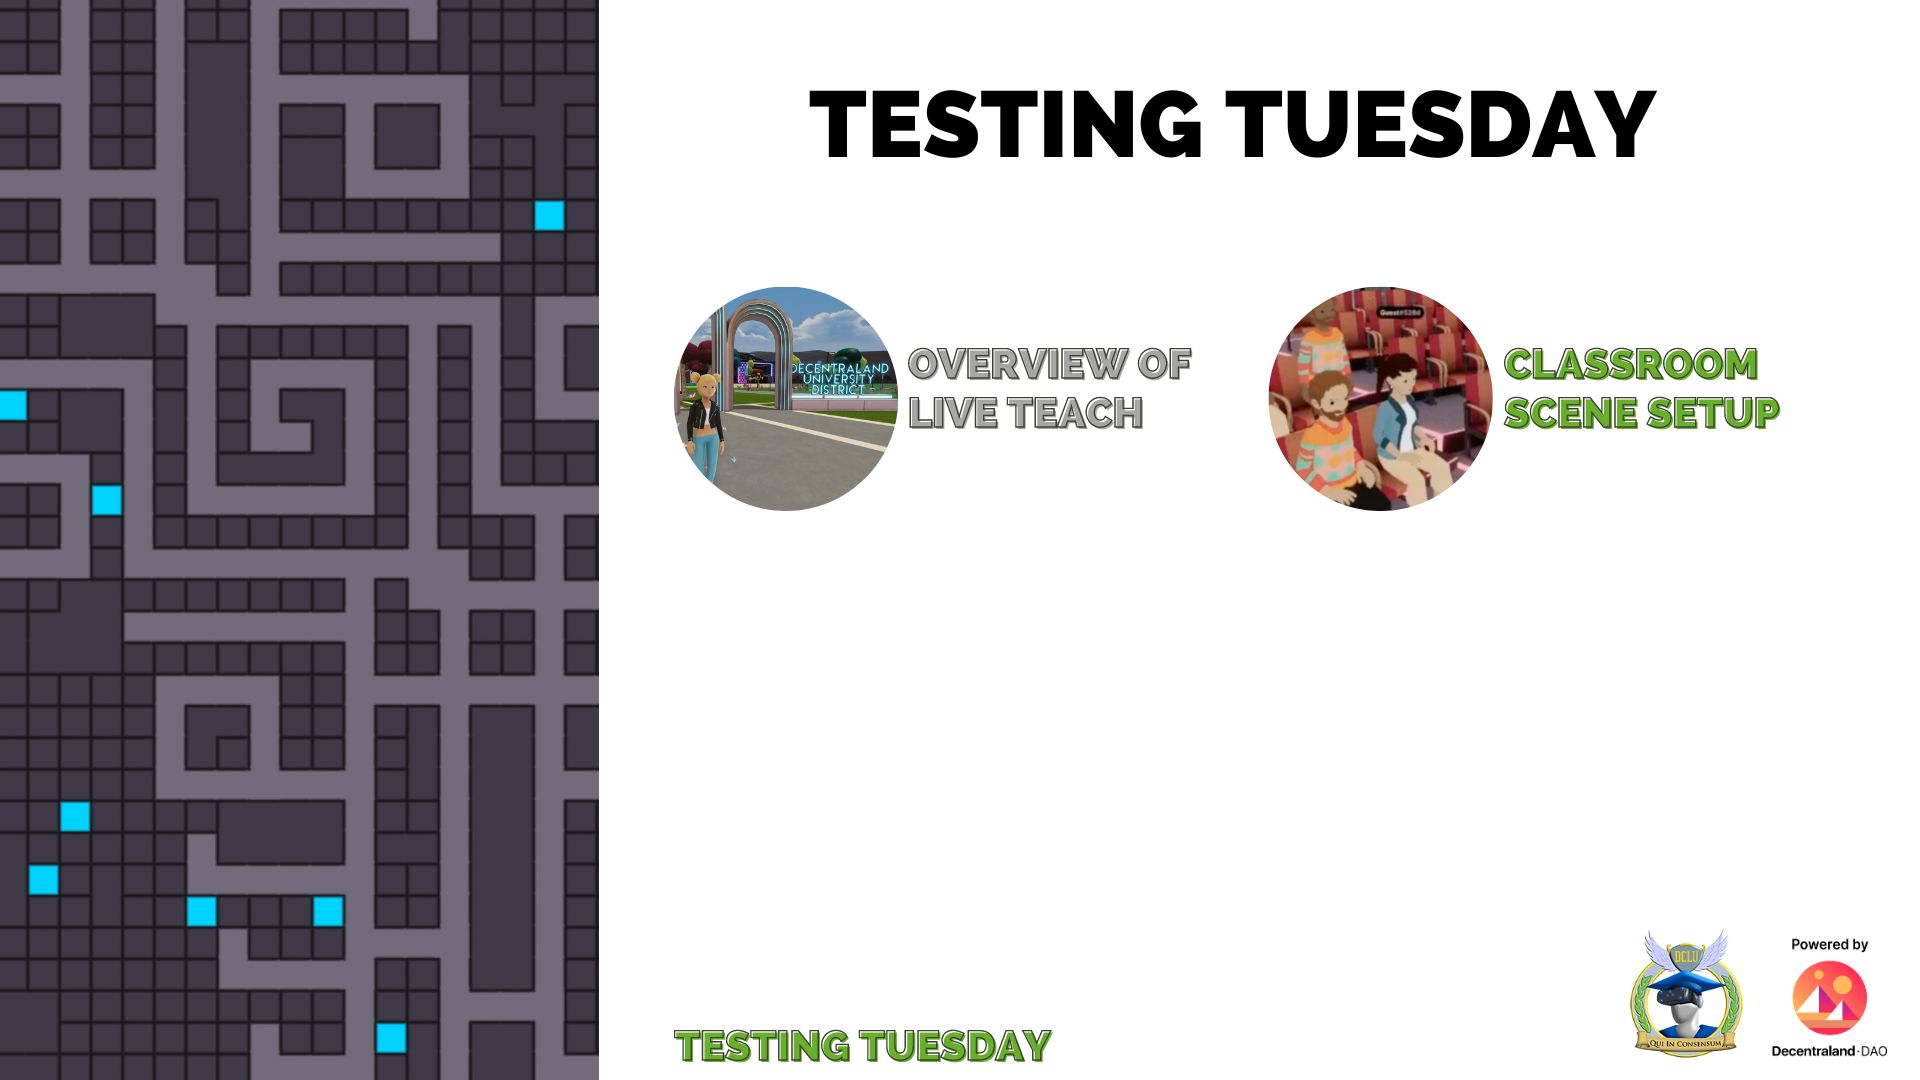 TESTING TUESDAY
DECENTRALAND
UNIVERSITY
DISTRICT
OVERVIEW OF
LIVE TEACH
Guest#528d
CLASSROOM
SCENE SETUP
TESTING TUESDAY
DCLU
QUI IN CONSENSUM
Powered by
Decentraland·DAO